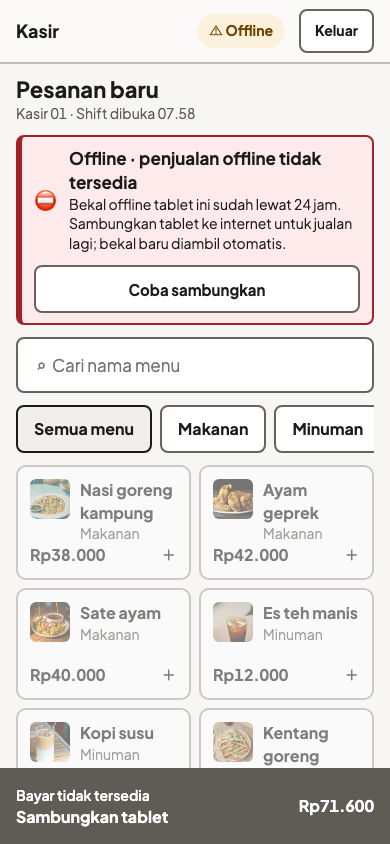 Kasir
⚠ Offline
Keluar
Pesanan baru
Kasir 01 · Shift dibuka 07.58
Offline · penjualan offline tidak
tersedia
Bekal offline tablet ini sudah lewat 24 jam.
Sambungkan tablet ke internet untuk jualan
lagi; bekal baru diambil otomatis.
Coba sambungkan
Cari nama menu
Semua menu
Makanan
Minuman
Nasi goreng
kampung
Makanan
Rp38.000 +
Ayam
geprek
Makanan
Rp42.000 +
Sate ayam
Makanan
Rp40.000 +
Es teh manis
Minuman
Rp12.000 +
Kopi susu
Minuman
Kentang
goreng
Bayar tidak tersedia
Sambungkan tablet
Rp71.600